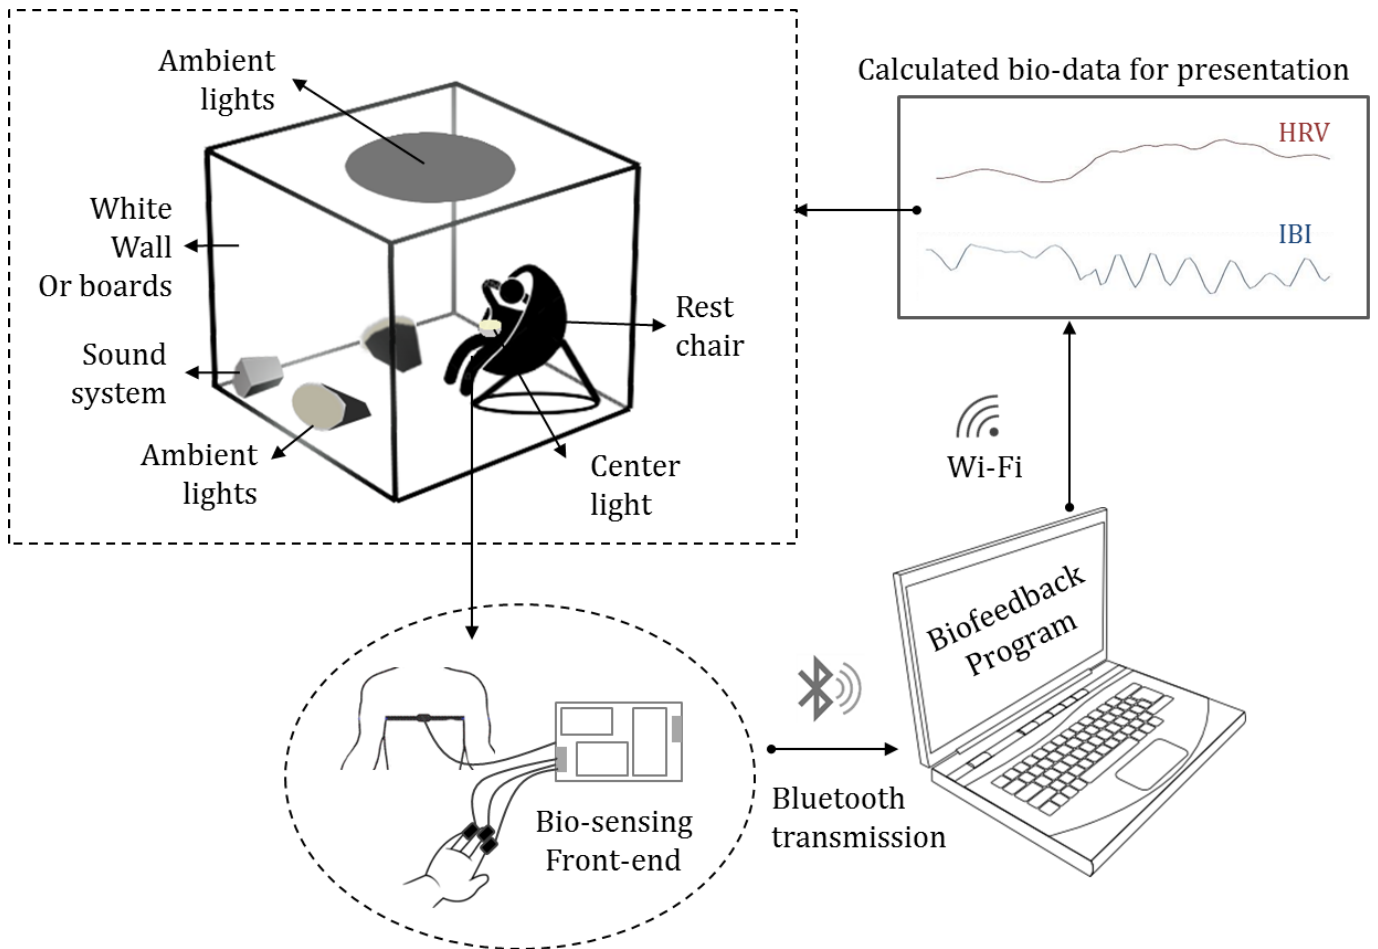 Ambient
lights
White
Wall
Or boards
Sound
system
Ambient
lights
Rest
chair
Center
light
Calculated bio-data for presentation
HRV
IBI
Wi-Fi
Biofeedback
Program
Bluetooth
transmission
Bio-sensing
Front-end